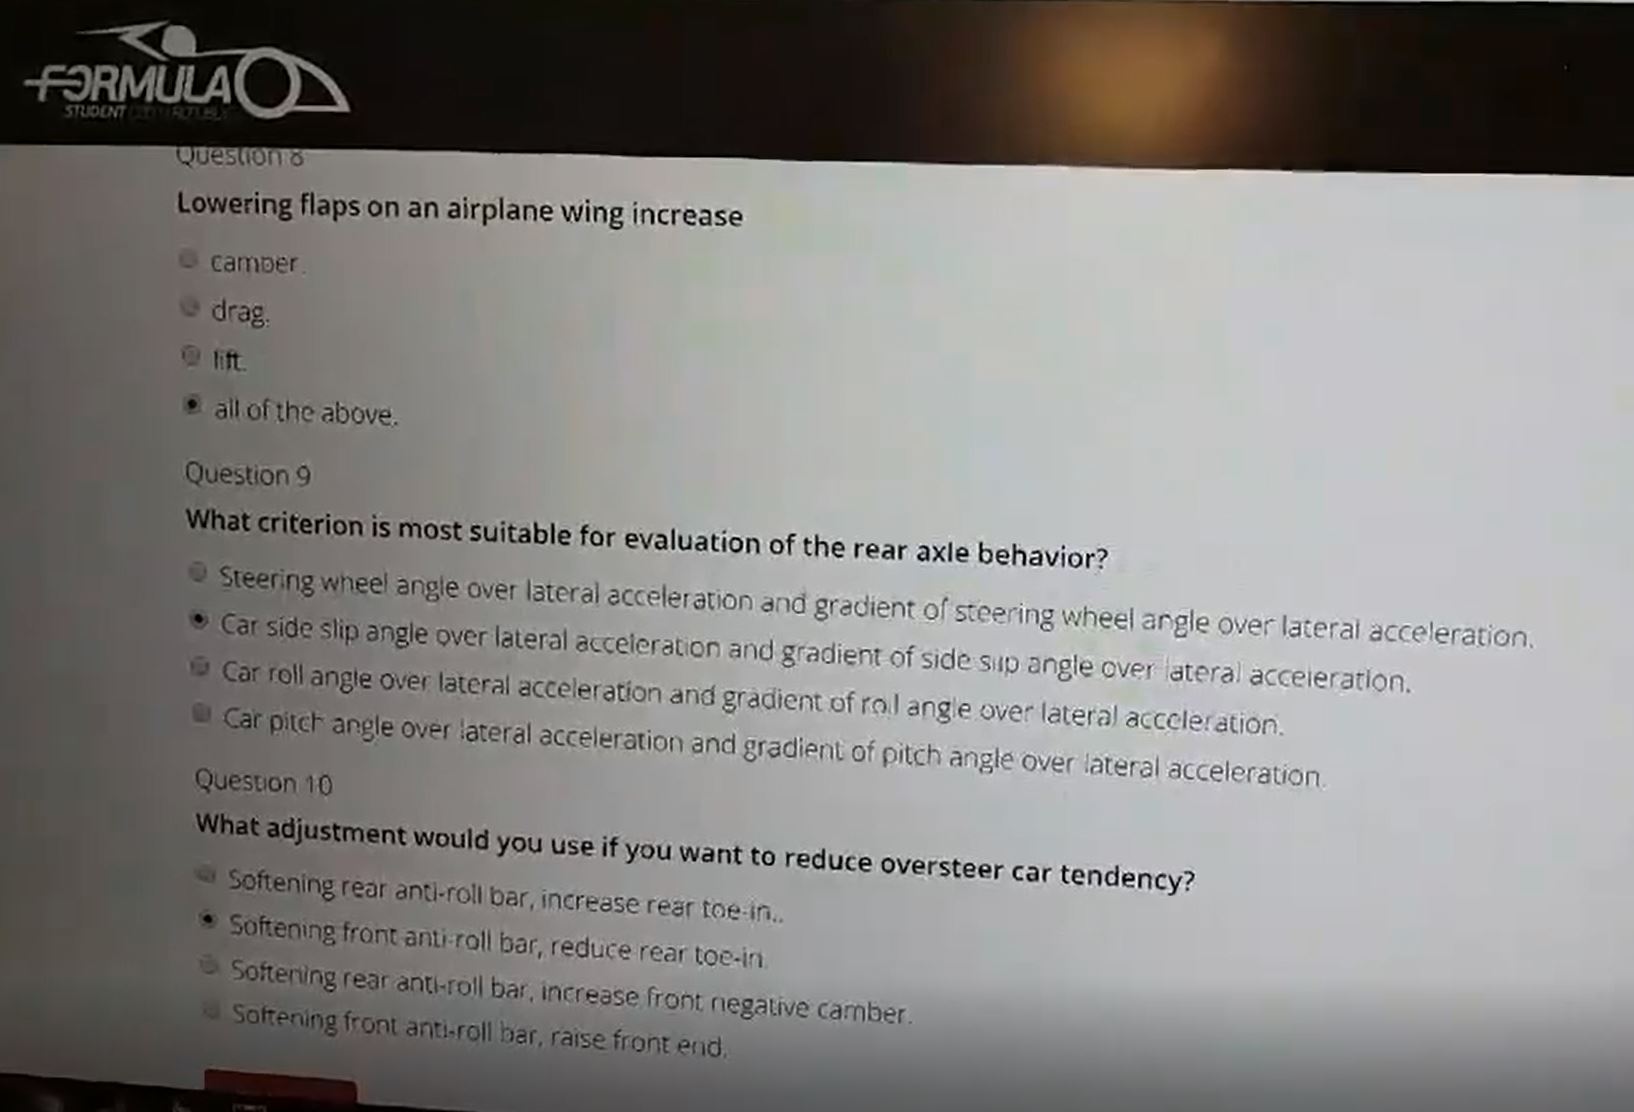 FORMULA
STUDENT CZECH REPUBLIC
Question 8
Lowering flaps on an airplane wing increase
camber.
drag.
lift.
all of the above.
Question 9
What criterion is most suitable for evaluation of the rear axle behavior?
Steering wheel angle over lateral acceleration and gradient of steering wheel angle over lateral acceleration.
Car side slip angle over lateral acceleration and gradient of side slip angle over lateral acceleration.
Car roll angle over lateral acceleration and gradient of roll angle over lateral acceleration.
Car pitch angle over lateral acceleration and gradient of pitch angle over lateral acceleration.
Question 10
What adjustment would you use if you want to reduce oversteer car tendency?
Softening rear anti-roll bar, increase rear toe-in..
Softening front anti-roll bar, reduce rear toe-in.
Softening rear anti-roll bar, increase front negative camber.
Softening front anti-roll bar, raise front end.